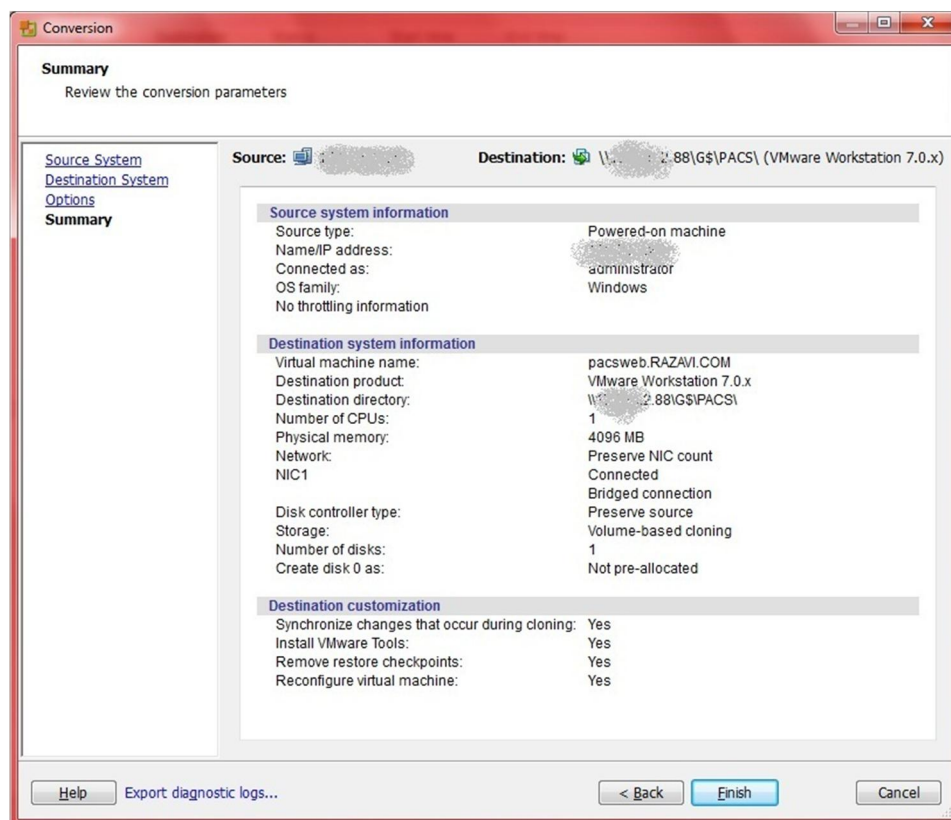 Conversion
Summary
Review the conversion parameters
Source System
Destination System
Options
Summary
Source: Destination: \\ .88\G$\PACS\ (VMware Workstation 7.0.x)
Source system information
Source type: Powered-on machine
Name/IP address:
Connected as: administrator
OS family: Windows
No throttling information
Destination system information
Virtual machine name: pacsweb.RAZAVI.COM
Destination product: VMware Workstation 7.0.x
Destination directory: \\ 2.88\G$\PACS\
Number of CPUs: 1
Physical memory: 4096 MB
Network: Preserve NIC count
NIC1 Connected
Bridged connection
Disk controller type: Preserve source
Storage: Volume-based cloning
Number of disks: 1
Create disk 0 as: Not pre-allocated
Destination customization
Synchronize changes that occur during cloning: Yes
Install VMware Tools: Yes
Remove restore checkpoints: Yes
Reconfigure virtual machine: Yes
Help Export diagnostic logs... < Back Finish Cancel